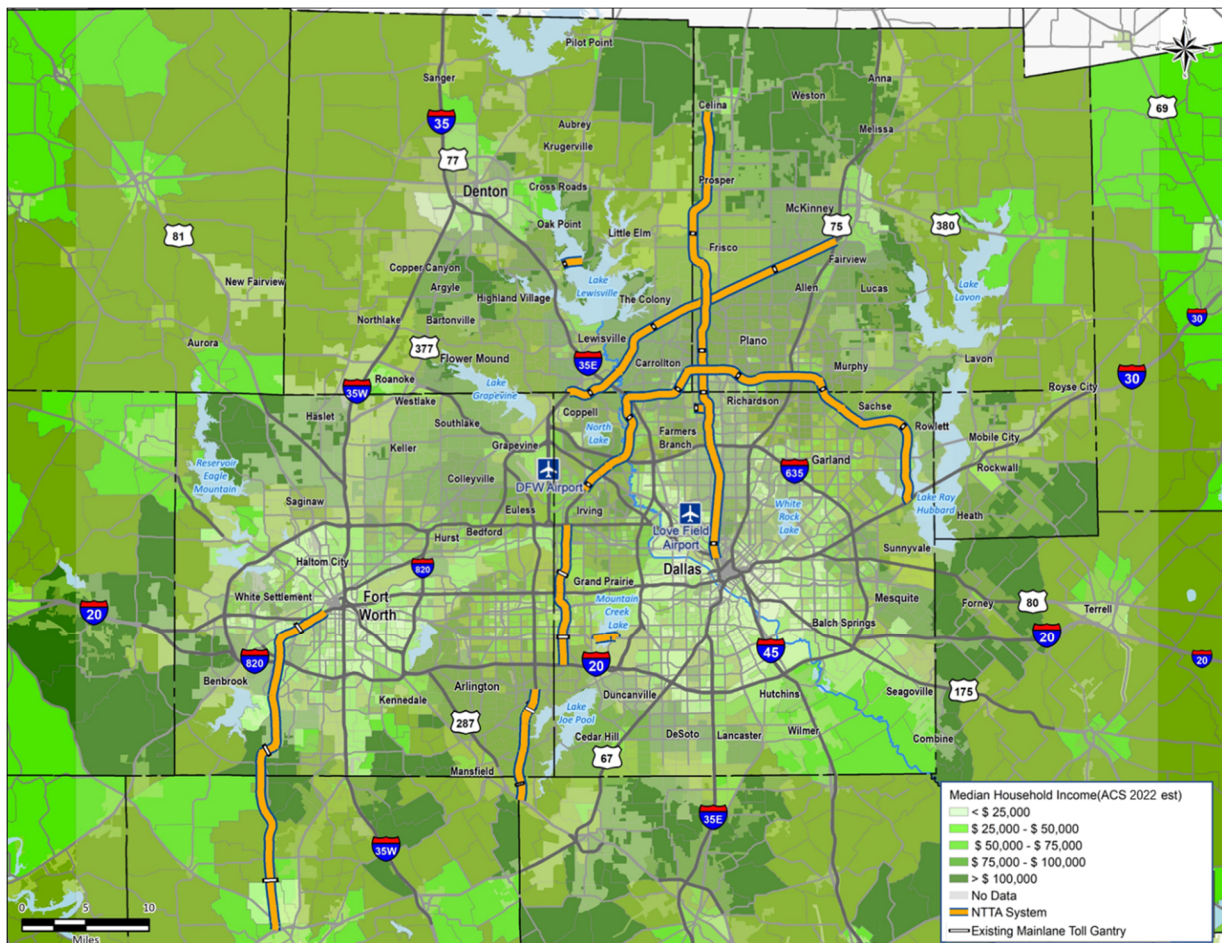 Pilot Point
Sanger
Anna
Weston
Celina
69
35
Aubrey
Melissa
Krugerville
77
Denton
Cross Roads
Prosper
McKinney
75
380
81
Oak Point
Little Elm
Frisco
Copper Canyon
Fairview
New Fairview
Argyle
Lake
Lewisville
Allen
Lucas
Lake
Lavon
Highland Village
The Colony
Northlake
Bartonville
30
Aurora
377
Flower Mound
Lewisville
35E
Carrollton
Plano
Murphy
Lavon
30
Roanoke
35W
Lake
Grapevine
Royse City
Westlake
Haslet
Southlake
Coppell
North
Lake
Richardson
Sachse
Rowlett
Keller
Grapevine
Farmers
Branch
Mobile City
Garland
635
Rockwall
Reservoir
Eagle
Mountain
Colleyville
DFW Airport
Saginaw
Euless
Irving
Love Field
Airport
White
Rock
Lake
Lake Ray
Hubbard
Heath
Hurst
Bedford
Sunnyvale
Haltom City
820
Dallas
Grand Prairie
White Settlement
Fort
Worth
Mountain
Creek
Lake
Mesquite
Forney
80
Terrell
20
Balch Springs
20
820
20
45
20
Benbrook
Arlington
Kennedale
287
Lake
Joe Pool
Duncanville
Hutchins
Seagoville
175
Cedar Hill
67
DeSoto
Lancaster
Wilmer
Combine
Mansfield
35E
35W
Median Household Income(ACS 2022 est)
< $ 25,000
$ 25,000 - $ 50,000
$ 50,000 - $ 75,000
$ 75,000 - $ 100,000
> $ 100,000
No Data
NTTA System
Existing Mainlane Toll Gantry
0 5 10
Miles